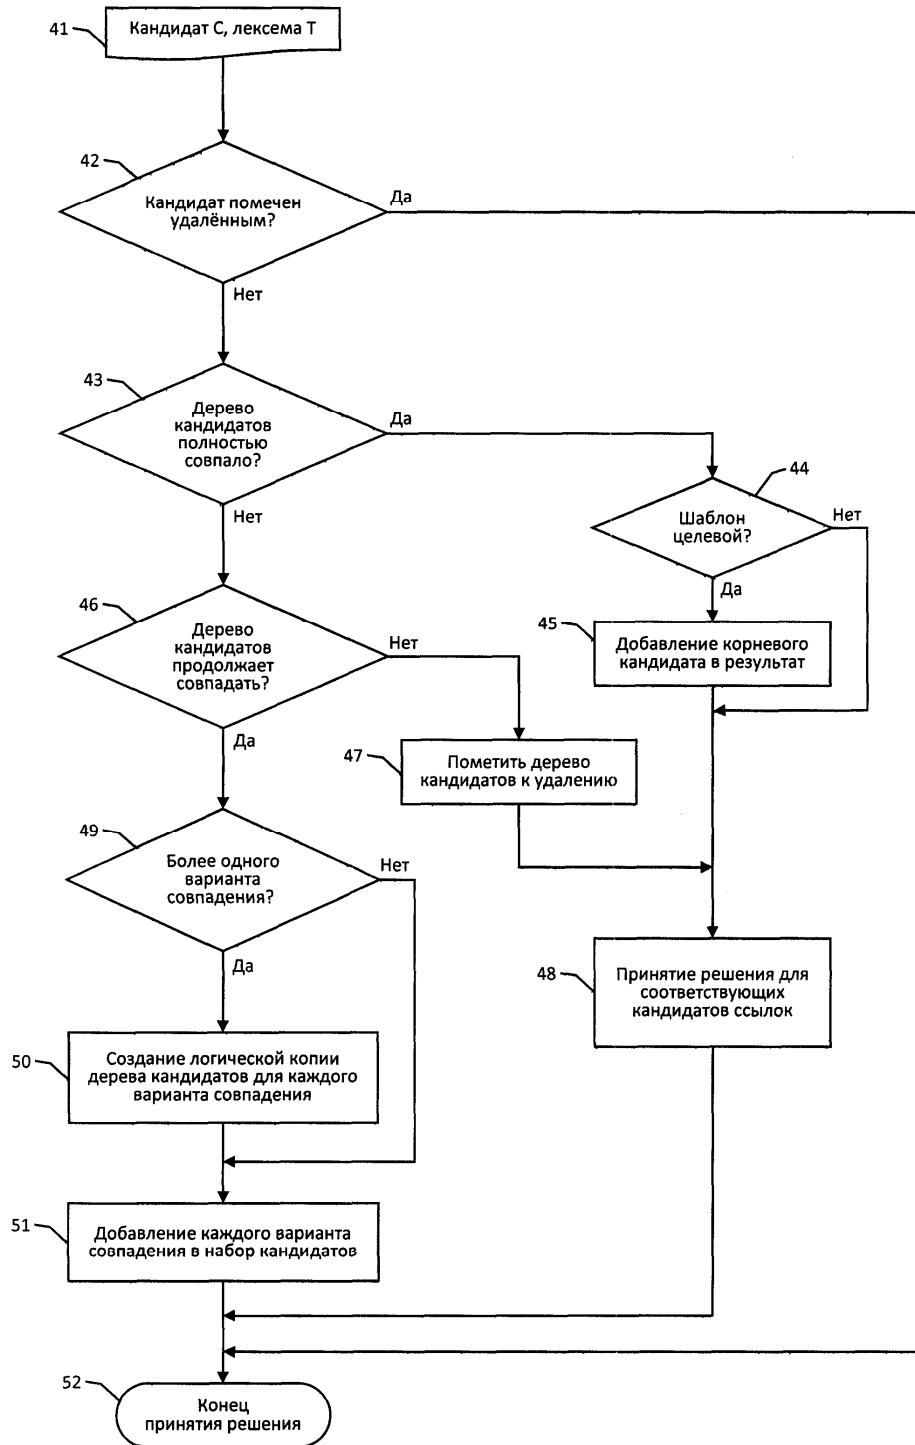 41
Кандидат С, лексема Т
42
Кандидат помечен
удалённым?
Да
Нет
43
Дерево
кандидатов
полностью
совпало?
Да
Нет
44
Шаблон
целевой?
Нет
Да
45
Добавление корневого
кандидата в результат
46
Дерево
кандидатов
продолжает
совпадать?
Нет
Да
47
Пометить дерево
кандидатов к удалению
49
Более одного
варианта
совпадения?
Нет
Да
48
Принятие решения для
соответствующих
кандидатов ссылок
50
Создание логической копии
дерева кандидатов для каждого
варианта совпадения
51
Добавление каждого варианта
совпадения в набор кандидатов
52
Конец
принятия решения